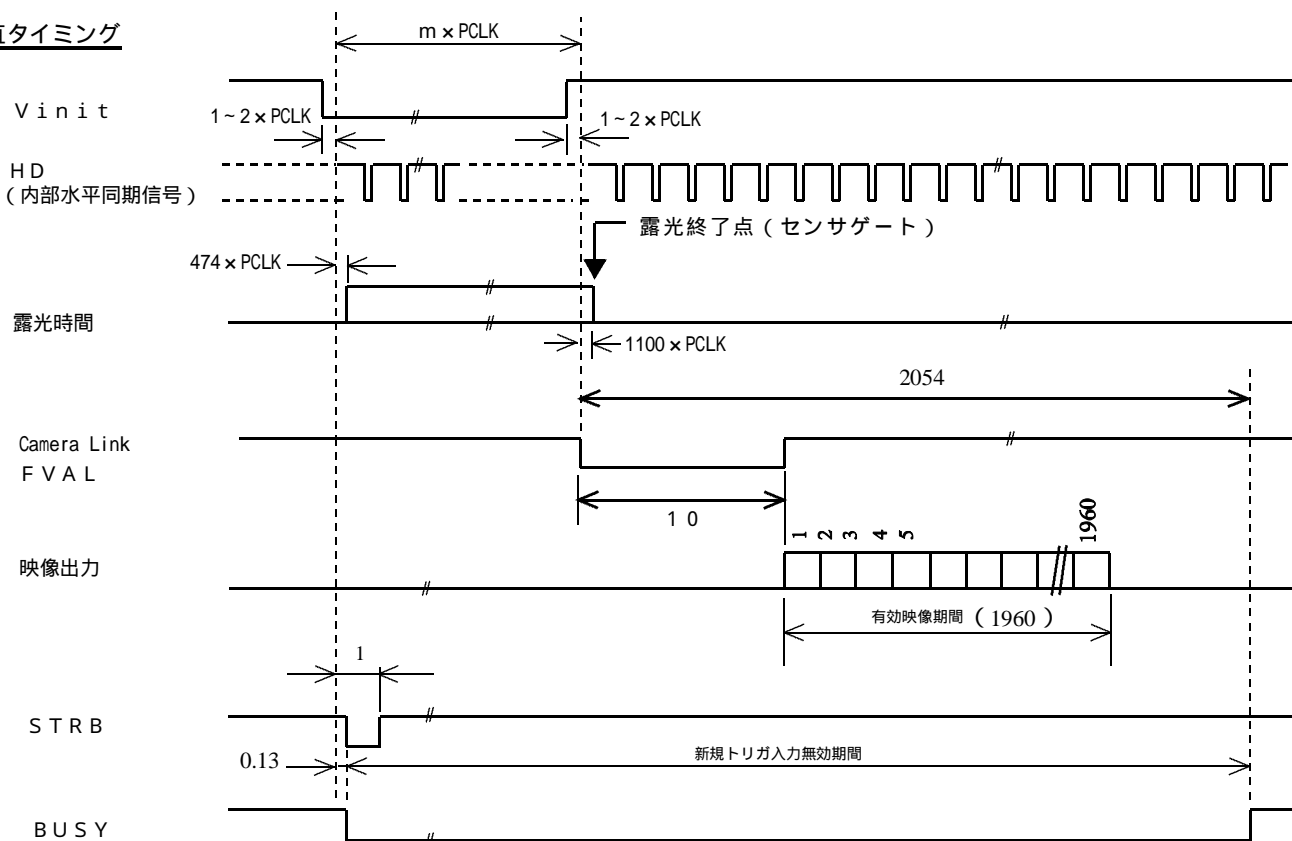 直タイミング
m × PCLK
Vinit
1~2 × PCLK
1~2 × PCLK
HD
(内部水平同期信号)
露光終了点(センサゲート)
474 × PCLK
露光時間
1100 × PCLK
2054
Camera Link
FVAL
10
1 2 3 4 5 1960
映像出力
有効映像期間(1960)
1
STRB
0.13
新規トリガ入力無効期間
BUSY